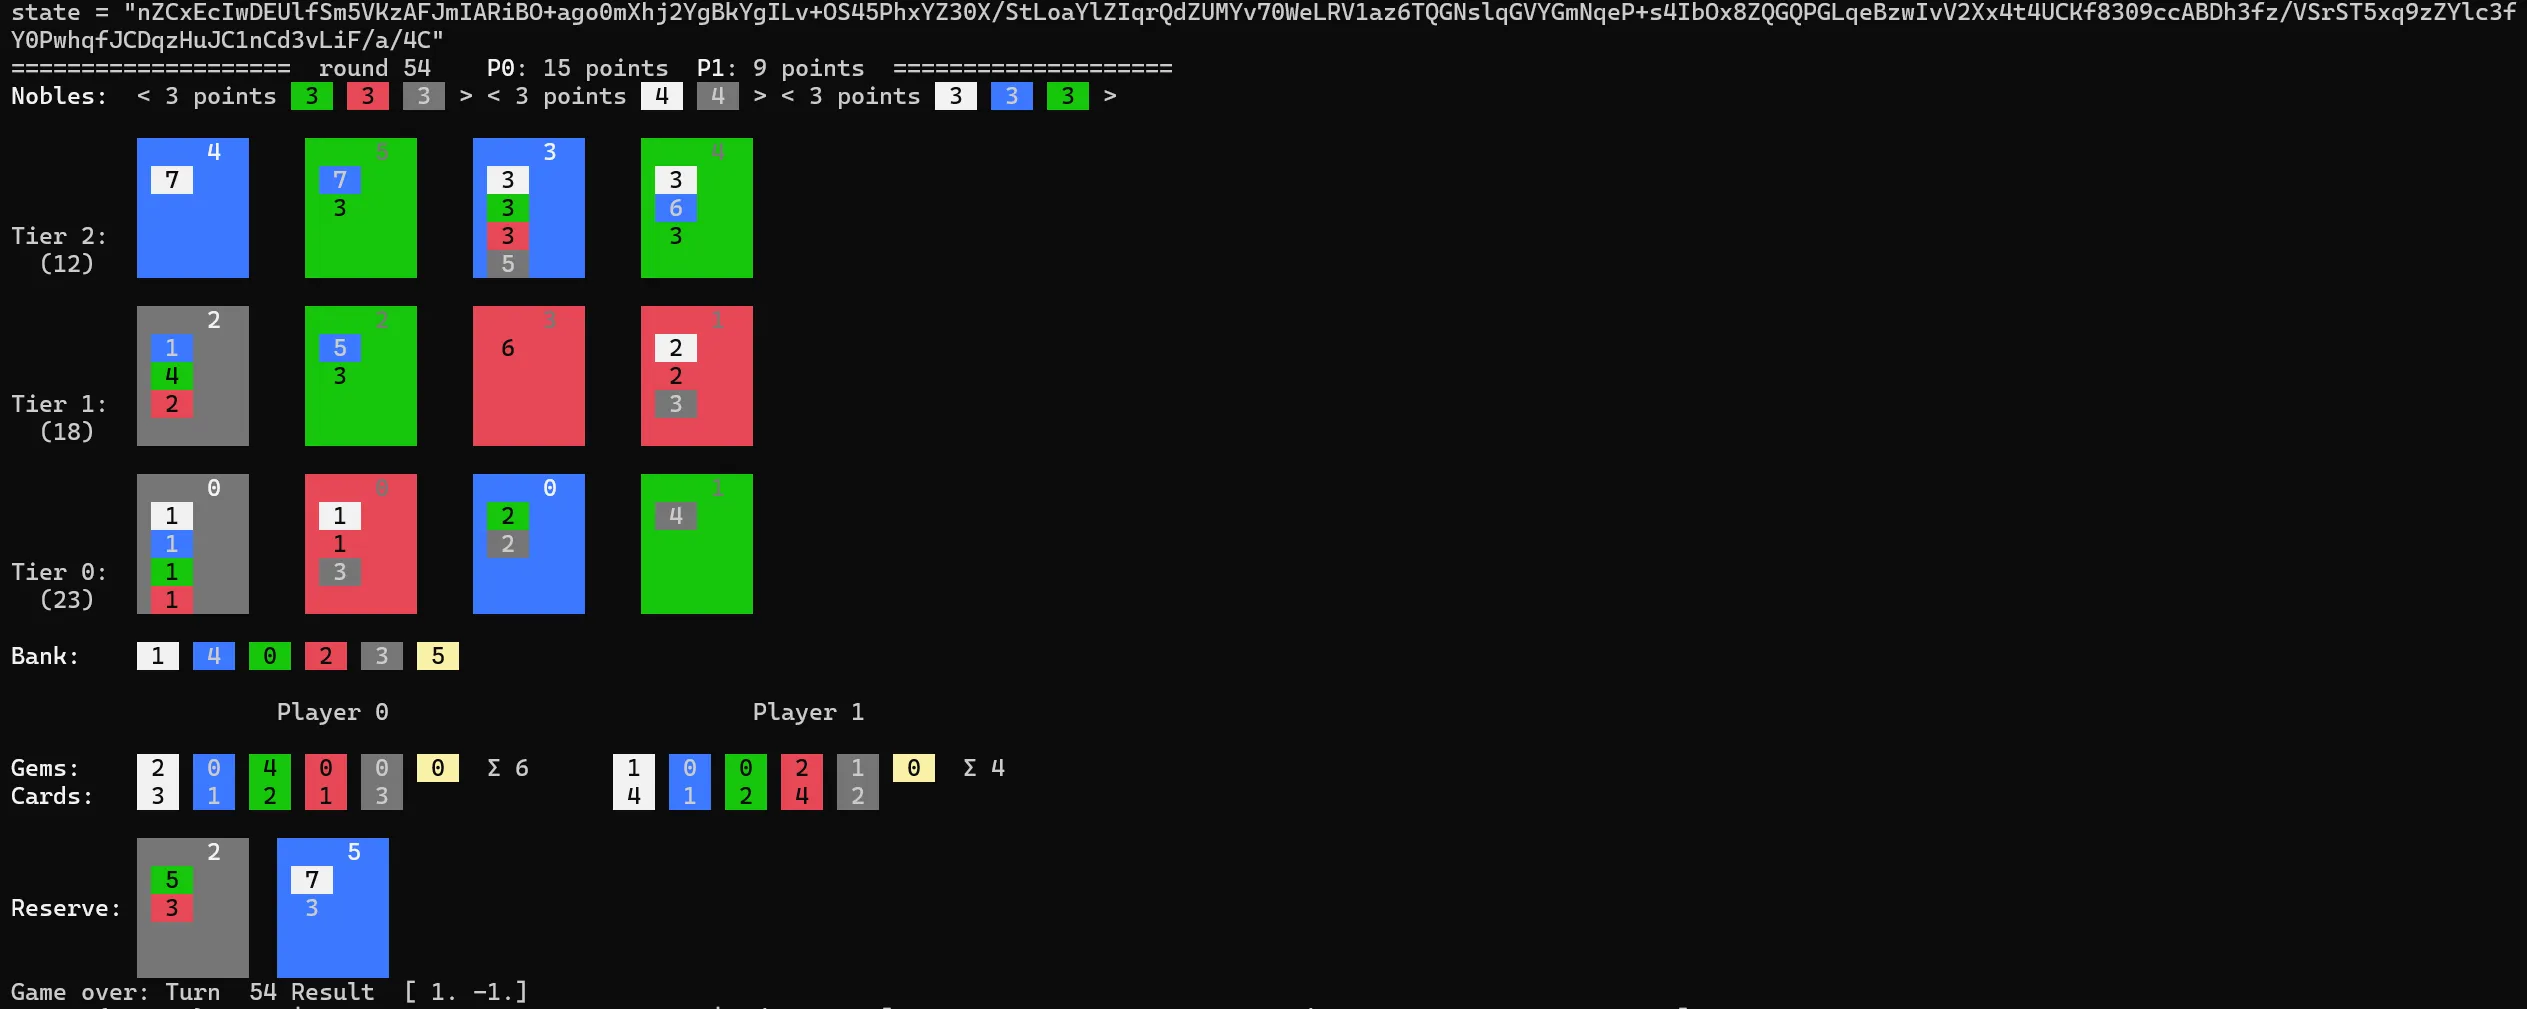 state = "nZCxEcIwDEUlfSm5VKzAFJmIARiBO+ago0mXhj2YgBkYgILv+OS45PhxYZ30X/StLoaYlZIqrQdZUMYv70WeLRV1az6TQGNslqGVYGmNqeP+s4IbOx8ZQGQPGLqeBzwIvV2Xx4t4UCKf8309ccABDh3fz/VSrST5xq9zZYlc3f
Y0PwhqfJCDqzHuJC1nCd3vLiF/a/4C"
==================== round 54 P0: 15 points P1: 9 points ====================
Nobles: < 3 points 3 3 3 > < 3 points 4 4 > < 3 points 3 3 3 >
4 5 3 4
7 7 3 3
3 3 6
Tier 2: 3 3
(12) 5
2 2 3 1
1 5 6 2
4 3 2
Tier 1: 2 3
(18)
0 0 0 1
1 1 2 4
1 1 2
Tier 0: 1 3
(23) 1
Bank: 1 4 0 2 3 5
Player 0 Player 1
Gems: 2 0 4 0 0 0 Σ 6 1 0 0 2 1 0 Σ 4
Cards: 3 1 2 1 3 4 1 2 4 2
2 5
5 7
Reserve: 3 3
Game over: Turn 54 Result [ 1. -1.]